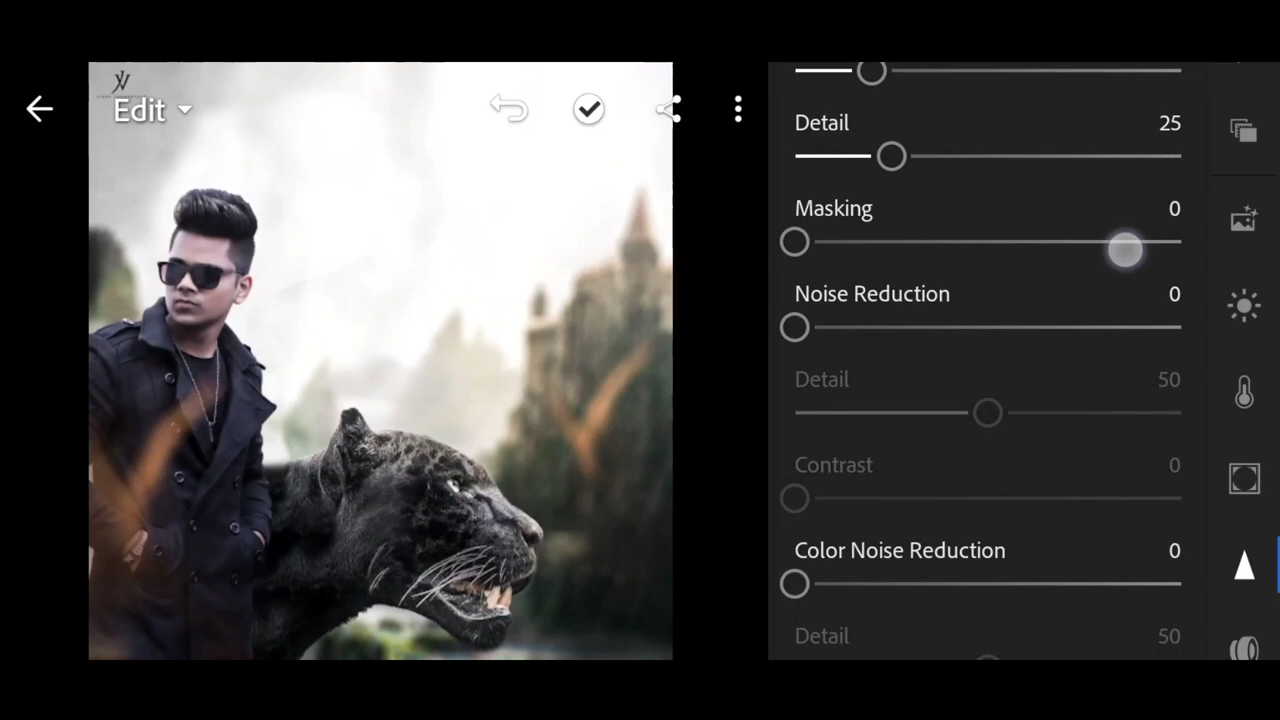 Edit
Detail 25
Masking 0
Noise Reduction 0
Detail 50
Contrast 0
Color Noise Reduction 0
Detail 50